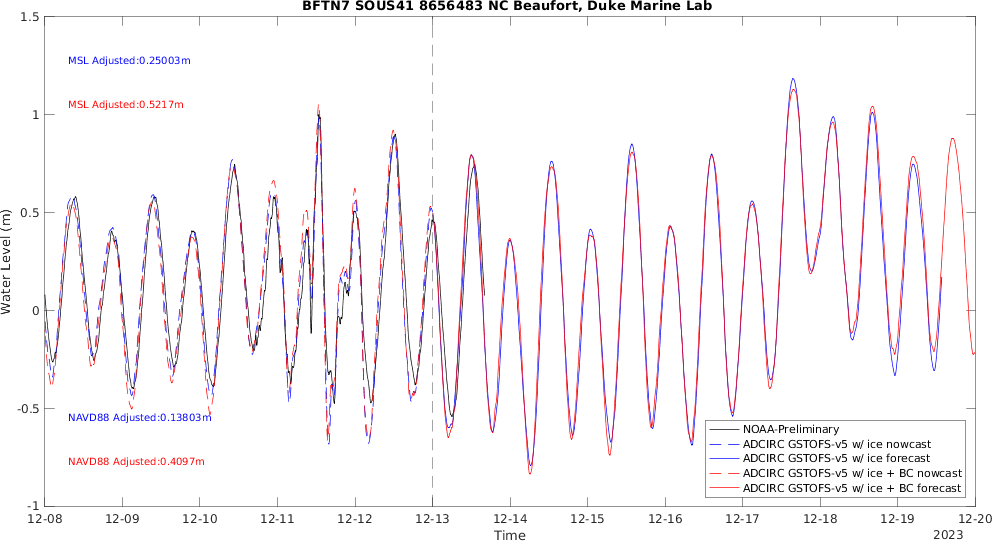 BFTN7 SOUS41 8656483 NC Beaufort, Duke Marine Lab
1.5
1
0.5
0
-0.5
-1
Water Level (m)
MSL Adjusted:0.25003m
MSL Adjusted:0.5217m
NAVD88 Adjusted:0.13803m
NAVD88 Adjusted:0.4097m
NOAA-Preliminary
ADCIRC GSTOFS-v5 w/ ice nowcast
ADCIRC GSTOFS-v5 w/ ice forecast
ADCIRC GSTOFS-v5 w/ ice + BC nowcast
ADCIRC GSTOFS-v5 w/ ice + BC forecast
12-08 12-09 12-10 12-11 12-12 12-13 12-14 12-15 12-16 12-17 12-18 12-19 12-20
Time
2023